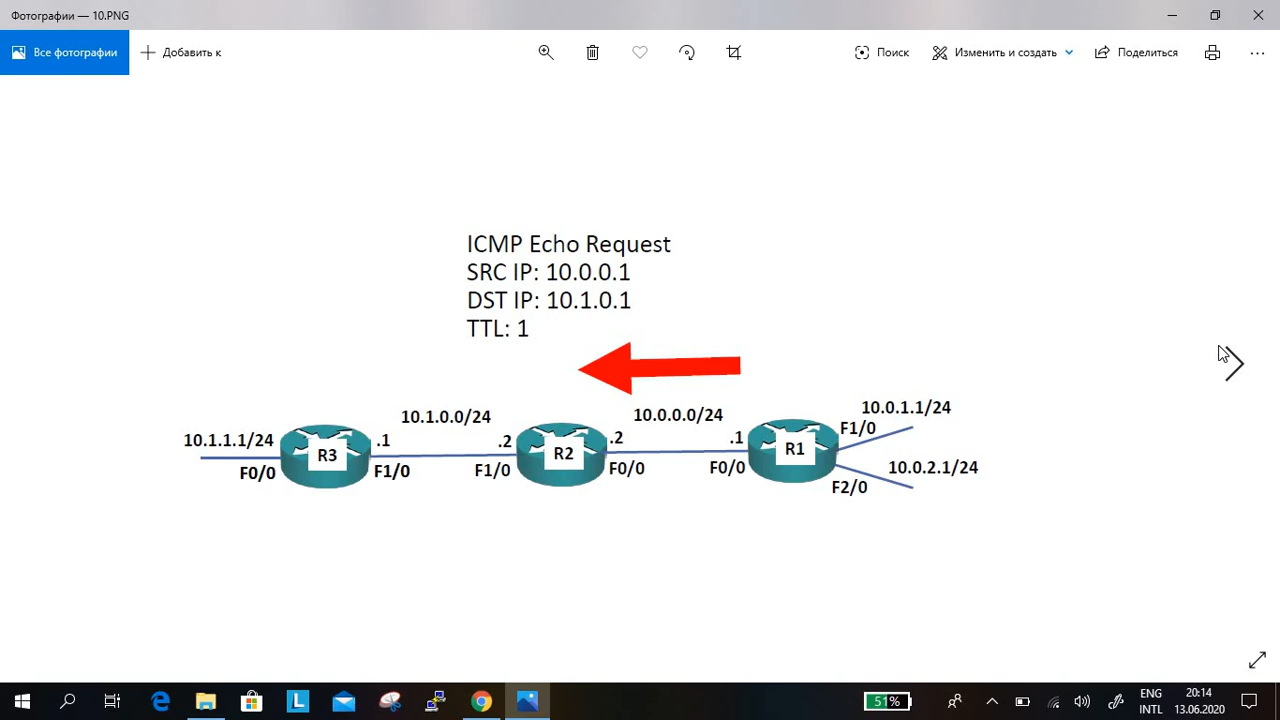 Фотографии — 10.PNG
Все фотографии
Добавить к
Поиск
Изменить и создать
Поделиться
ICMP Echo Request
SRC IP: 10.0.0.1
DST IP: 10.1.0.1
TTL: 1
10.1.1.1/24
F0/0
R3
.1
F1/0
10.1.0.0/24
.2
F1/0
R2
.2
F0/0
10.0.0.0/24
.1
F0/0
R1
F1/0
10.0.1.1/24
F2/0
10.0.2.1/24
L
51%
ENG
INTL
20:14
13.06.2020